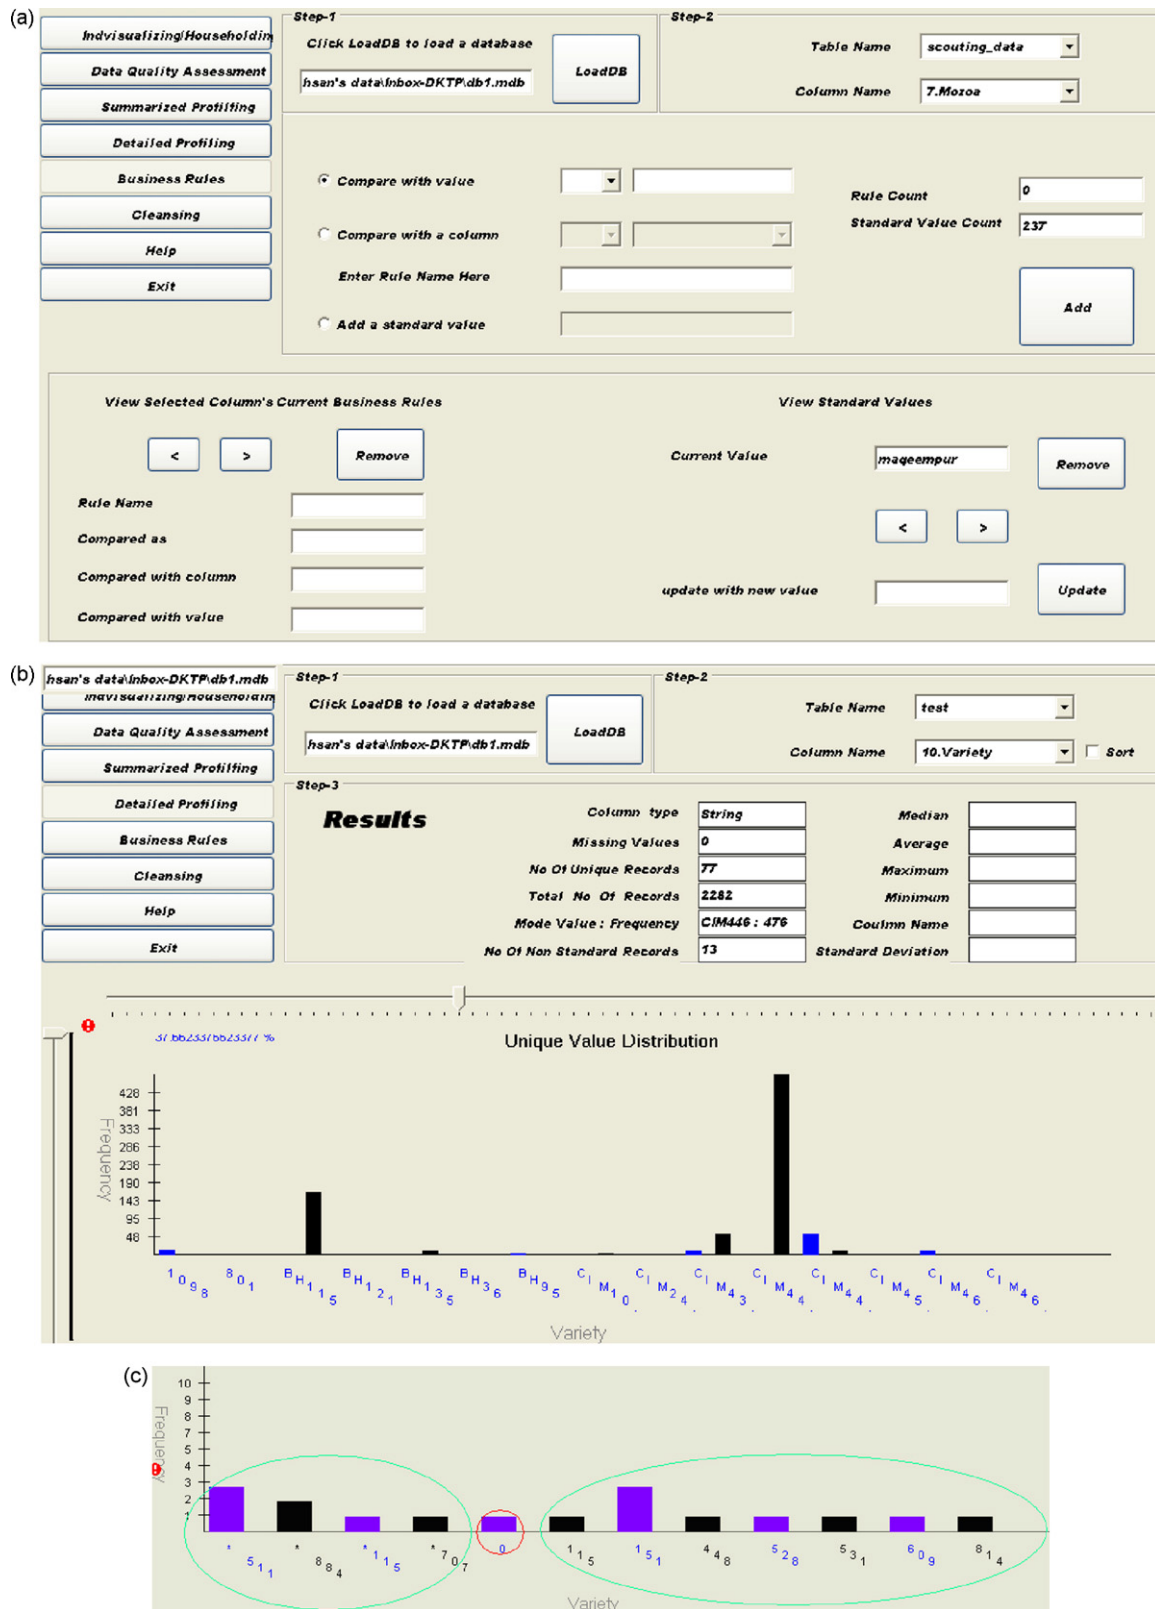 (a)
Indvisualizing/Householdin
Data Quality Assessment
Summarized Profilfing
Detailed Profiling
Business Rules
Cleansing
Help
Exit
Step-1
Click LoadDB to load a database
hsan's data\Inbox-DKTP\db1.mdb
LoadDB
Step-2
Table Name scouting_data
Column Name 7.Mozoa
Compare with value
Compare with a column
Enter Rule Name Here
Add a standard value
Rule Count 0
Standard Value Count 237
Add
View Selected Column's Current Business Rules
< > Remove
Rule Name
Compared as
Compared with column
Compared with value
View Standard Values
Current Value maqeempur Remove
< >
update with new value Update
(b)
hsan's data\Inbox-DKTP\db1.mdb
Indvisualizing/Householdin
Data Quality Assessment
Summarized Profilfing
Detailed Profiling
Business Rules
Cleansing
Help
Exit
Step-1
Click LoadDB to load a database
hsan's data\Inbox-DKTP\db1.mdb
LoadDB
Step-2
Table Name test
Column Name 10.Variety Sort
Step-3
Results
Column type String
Missing Values 0
No Of Unique Records 77
Total No Of Records 2282
Mode Value : Frequency CIM446 : 476
No Of Non Standard Records 13
Median
Average
Maximum
Minimum
Coulmn Name
Standard Deviation
37.6623376623377 %
Unique Value Distribution
Frequency
428
381
333
286
238
190
143
95
48
1098 801 BH115 BH121 BH135 BH36 BH95 CIM10. CIM24. CIM43. CIM44. CIM44. CIM45. CIM46. CIM46.
Variety
(c)
Frequency
10
9
8
7
5
4
3
2
1
*511 *884 *115 *707 0 115 151 448 528 531 609 814
Variety